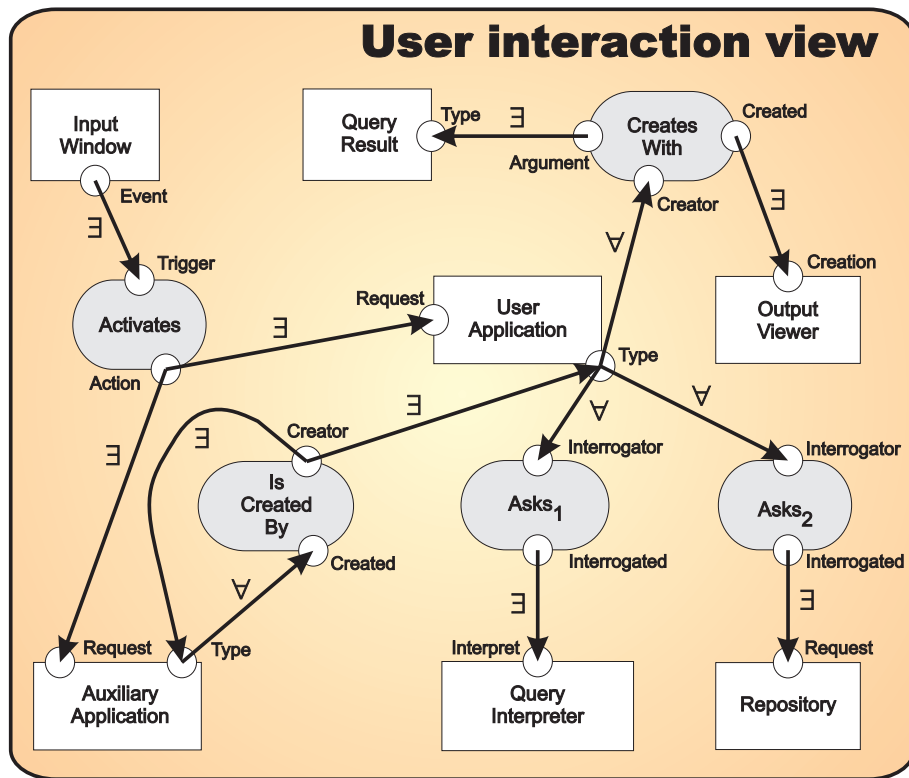 User interaction view
Input
Window
Event
∃
Trigger
Activates
Action
Query
Result
Type
∃
Argument
Creates
With
Created
Creator
∃
Creation
Output
Viewer
∀
Request
User
Application
Type
∃
∃
∃
∃
Creator
Is
Created
By
Created
∀
∀
∀
Interrogator
Asks1
Interrogated
∃
Interpret
Query
Interpreter
Interrogator
Asks2
Interrogated
∃
Request
Repository
Request
Type
Auxiliary
Application